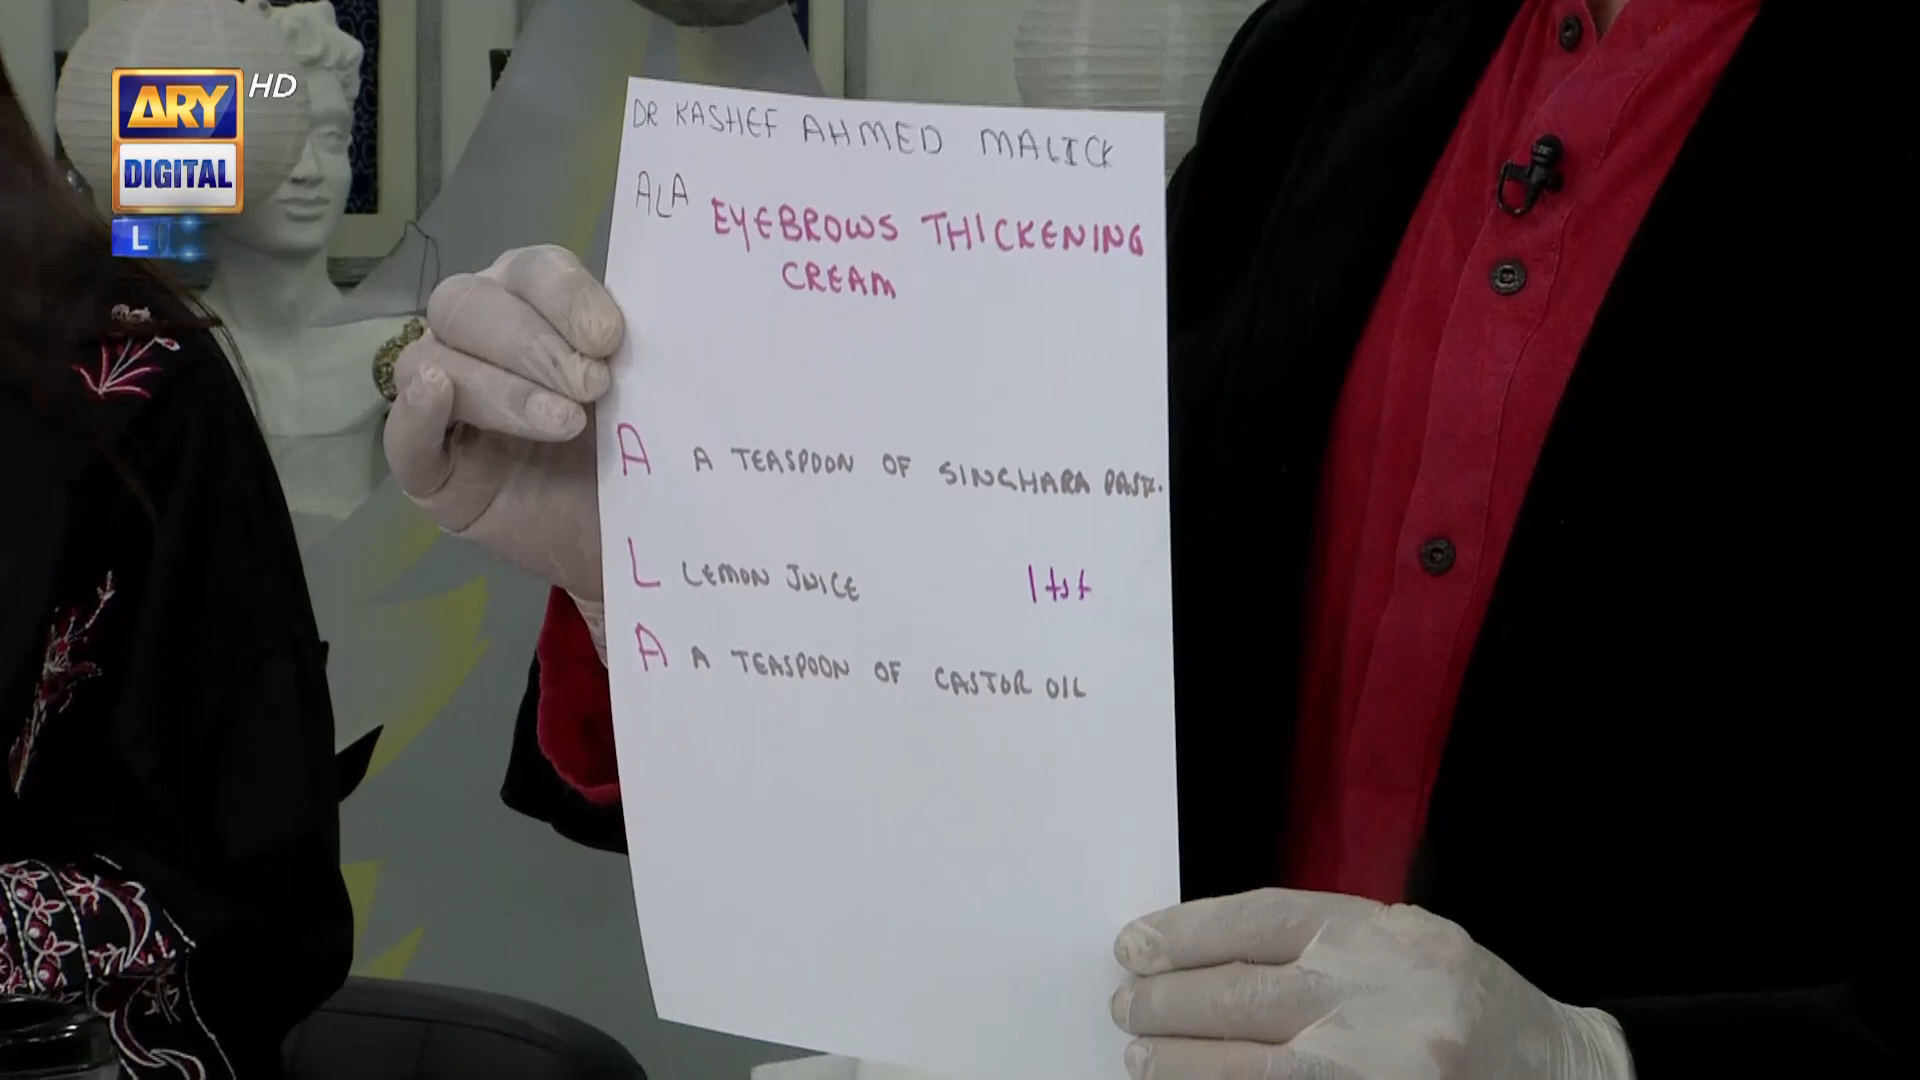 ARY HD
DIGITAL
L
DR KASHEF AHMED MALICK
ALA EYEBROWS THICKENING
CREAM
A A TEASPOON OF SINGHARA PASTE.
L LEMON JUICE 1 tst
A A TEASPOON OF CASTOR OIL